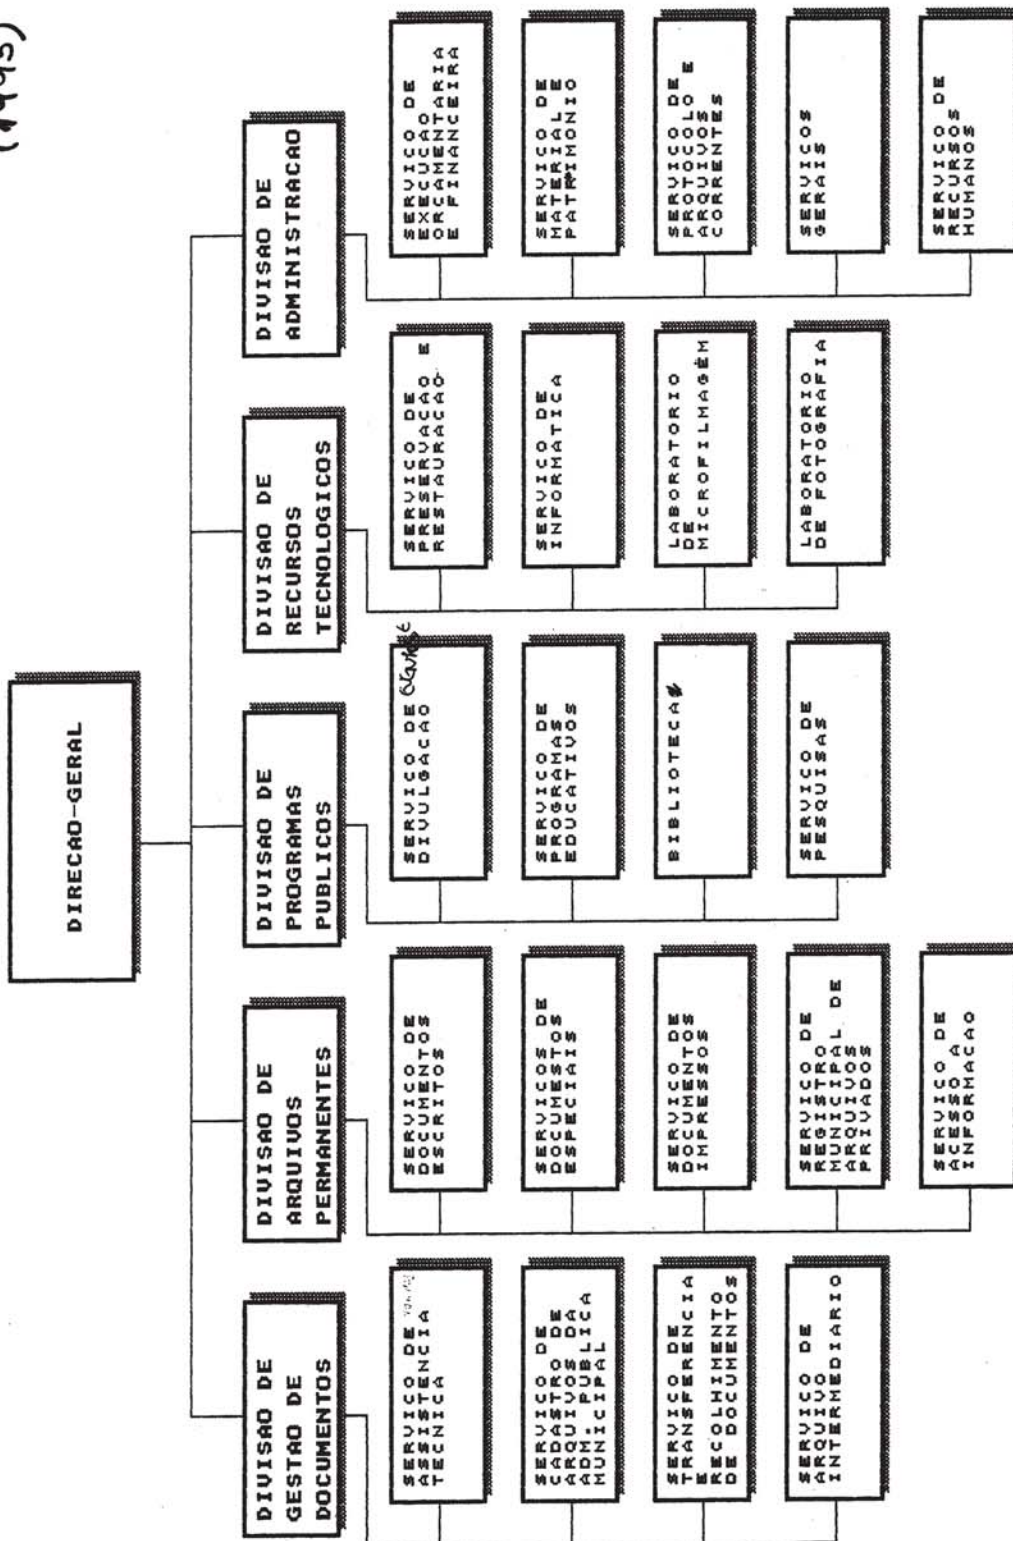 (1993)
DIRECAO-GERAL
DIVISAO DE
GESTAO DE
DOCUMENTOS
SERVICO DE
ASSISTENCIA
TECNICA
SERVICO DE
CADASTRO DE
ARQUIVOS DA
ADM. PUBLICA
MUNICIPAL
SERVICO DE
TRANSFERENCIA
E
RECOLHIMENTO
DE DOCUMENTOS
SERVICO DE
ARQUIVO
INTERMEDIARIO
DIVISAO DE
ARQUIVOS
PERMANENTES
SERVICO DE
DOCUMENTOS
ESCRITOS
SERVICOS DE
DOCUMESTOS
ESPECIAIS
SERVICO DE
DOCUMENTOS
IMPRESSOS
SERVICO DE
REGISTRO
MUNICIPAL DE
ARQUIVOS
PRIVADOS
SERVICO DE
ACESSO A
INFORMACAO
DIVISAO DE
PROGRAMAS
PUBLICOS
SERVICO DE
DIVULGACAO
SERVICO DE
PROGRAMAS
EDUCATIVOS
BIBLIOTECA
SERVICO DE
PESQUISAS
DIVISAO DE
RECURSOS
TECNOLOGICOS
SERVICO DE
PRESERVACAO E
RESTAURACAO
SERVICO DE
INFORMATICA
LABORATORIO
DE
MICROFILMAGEM
LABORATORIO
DE FOTOGRAFIA
DIVISAO DE
ADMINISTRACAO
SERVICO DE
EXECUCAO
ORCAMENTARIA
E FINANCEIRA
SERVICO DE
MATERIAL E
PATRIMONIO
SERVICO DE
PROTOCOLO E
ARQUIVOS
CORRENTES
SERVICOS
GERAIS
SERVICO DE
RECURSOS
HUMANOS